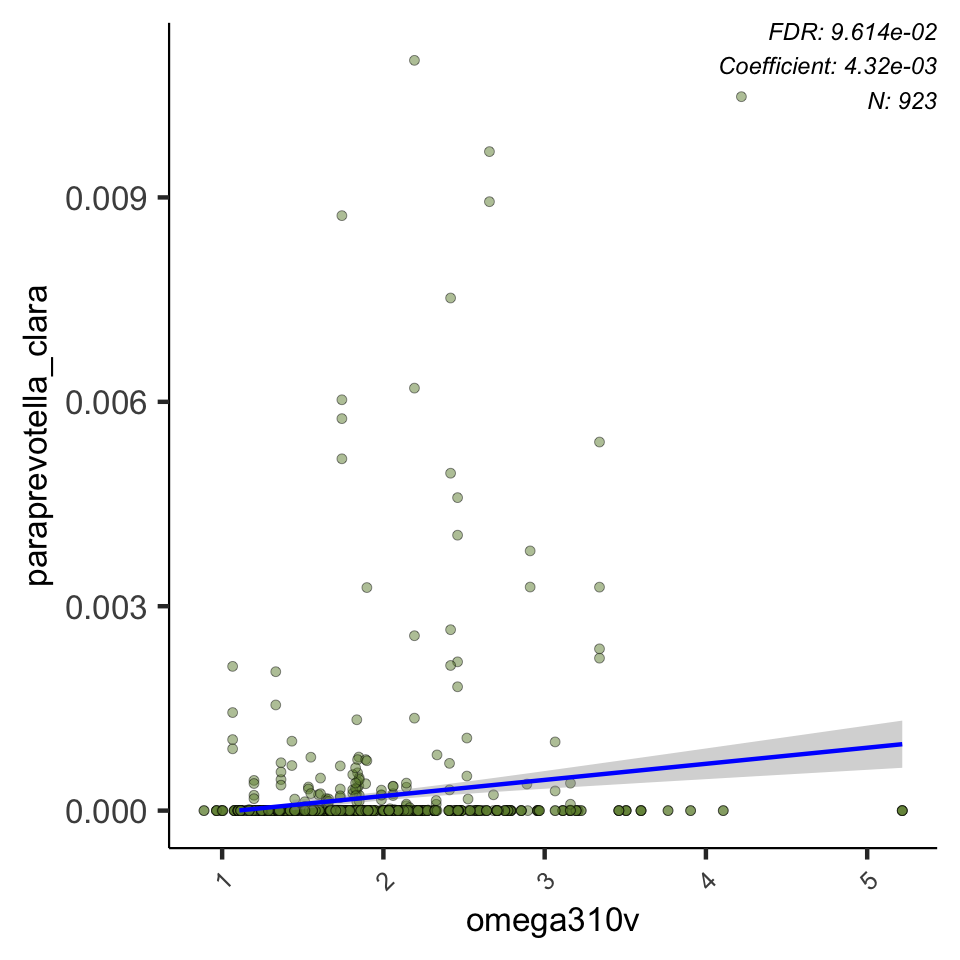 FDR: 9.614e-02
Coefficient: 4.32e-03
N: 923
paraprevotella_clara
0.009
0.006
0.003
0.000
1
2
3
4
5
omega310v